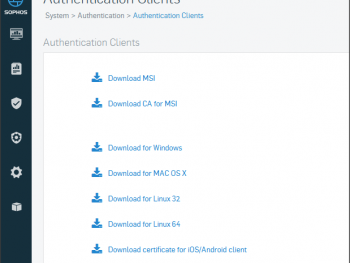 Authentication Clients
SOPHOS
System > Authentication > Authentication Clients
Authentication Clients
Download MSI
Download CA for MSI
Download for Windows
Download for MAC OS X
Download for Linux 32
Download for Linux 64
Download certificate for iOS/Android client